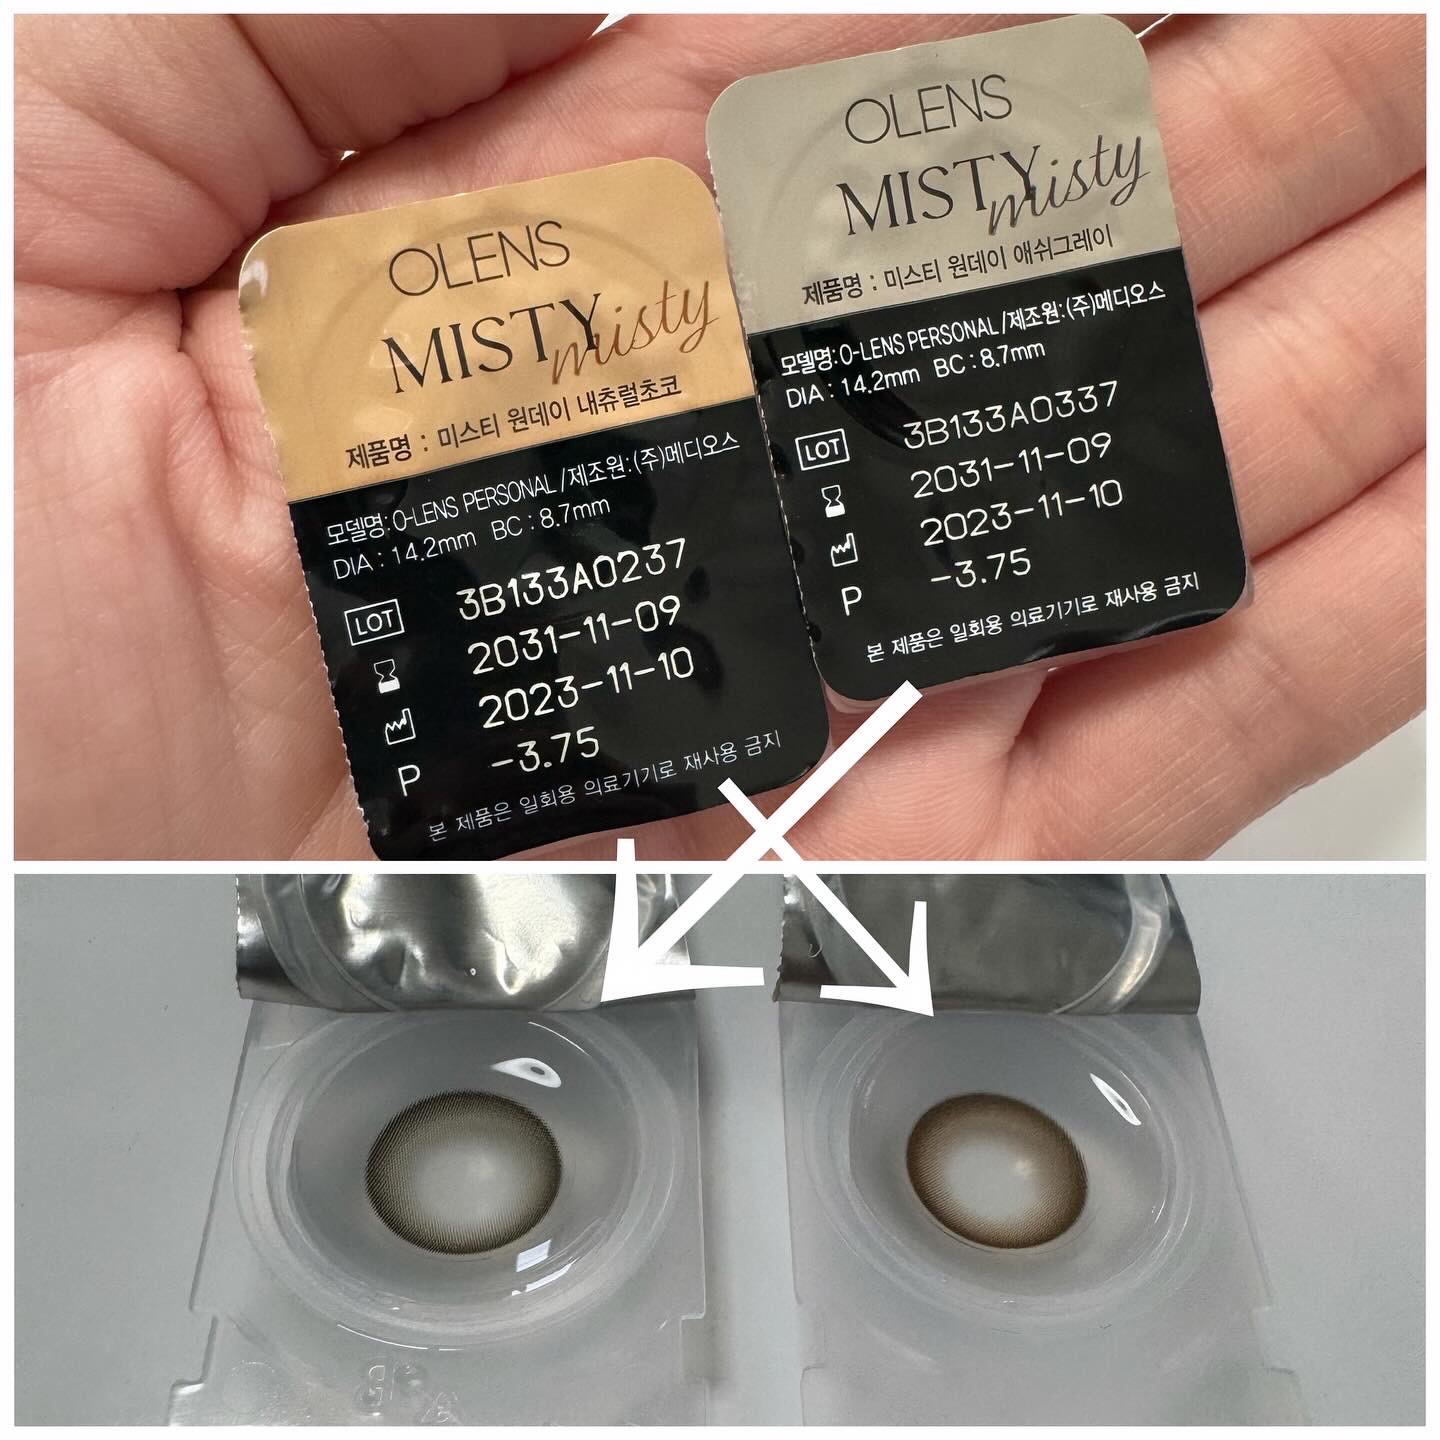 OLENS
MISTY misty
제품명 : 미스티 원데이 내츄럴초코
모델명:O-LENS PERSONAL/제조원:(주)메디오스
DIA : 14.2mm BC : 8.7mm
LOT 3B133A0237
2031-11-09
2023-11-10
P -3.75
본 제품은 일회용 의료기기로 재사용 금지
OLENS
MISTY misty
제품명 : 미스티 원데이 애쉬그레이
모델명:O-LENS PERSONAL/제조원:(주)메디오스
DIA : 14.2mm BC : 8.7mm
LOT 3B133A0337
2031-11-09
2023-11-10
P -3.75
본 제품은 일회용 의료기기로 재사용 금지